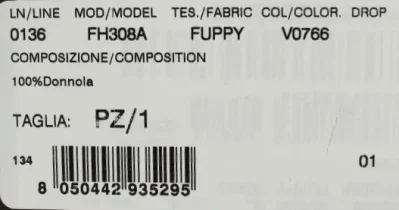 LN/LINE MOD/MODEL TES./FABRIC COL/COLOR. DROP
0136 FH308A FUPPY V0766
COMPOSIZIONE/COMPOSITION
100%Donnola
TAGLIA: PZ/1
134 01
8 050442 935295